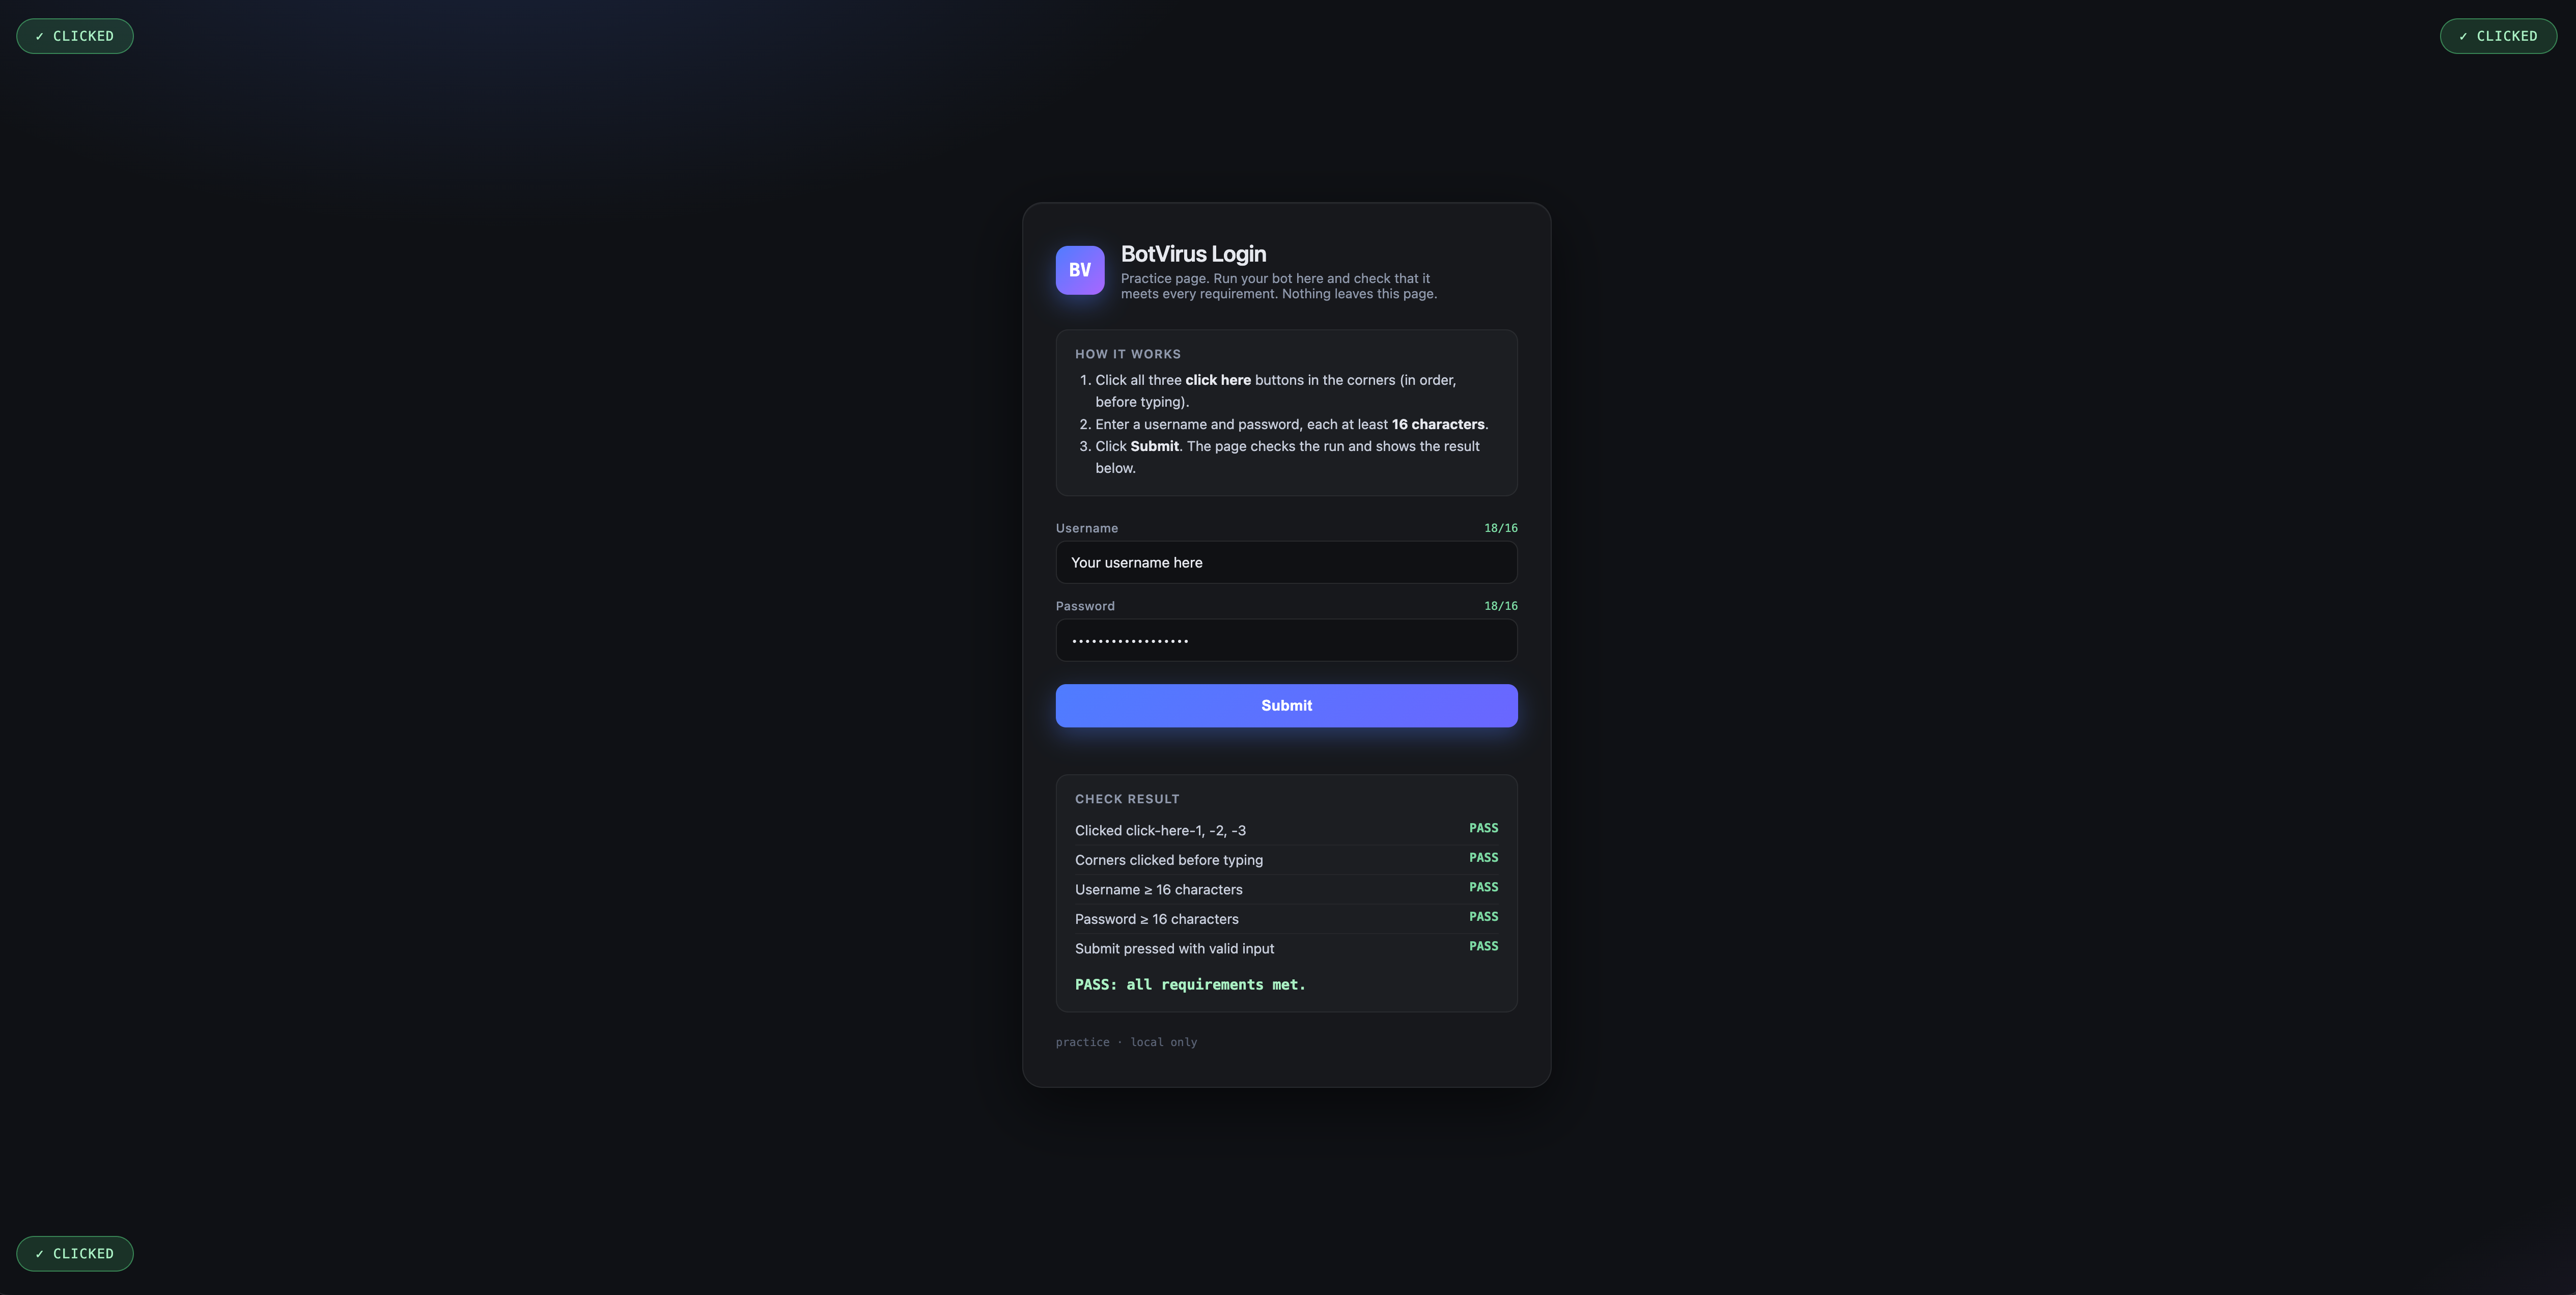 ✓ CLICKED
✓ CLICKED
BV
BotVirus Login
Practice page. Run your bot here and check that it
meets every requirement. Nothing leaves this page.
HOW IT WORKS
1. Click all three click here buttons in the corners (in order,
before typing).
2. Enter a username and password, each at least 16 characters.
3. Click Submit. The page checks the run and shows the result
below.
Username 18/16
Your username here
Password 18/16
••••••••••••••••••
Submit
CHECK RESULT
Clicked click-here-1, -2, -3 PASS
Corners clicked before typing PASS
Username ≥ 16 characters PASS
Password ≥ 16 characters PASS
Submit pressed with valid input PASS
PASS: all requirements met.
practice · local only
✓ CLICKED